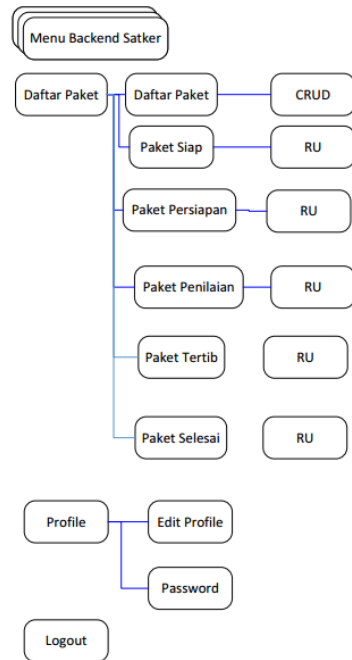 Menu Backend Satker
Daftar Paket
Daftar Paket
CRUD
Paket Siap
RU
Paket Persiapan
RU
Paket Penilaian
RU
Paket Tertib
RU
Paket Selesai
RU
Profile
Edit Profile
Password
Logout